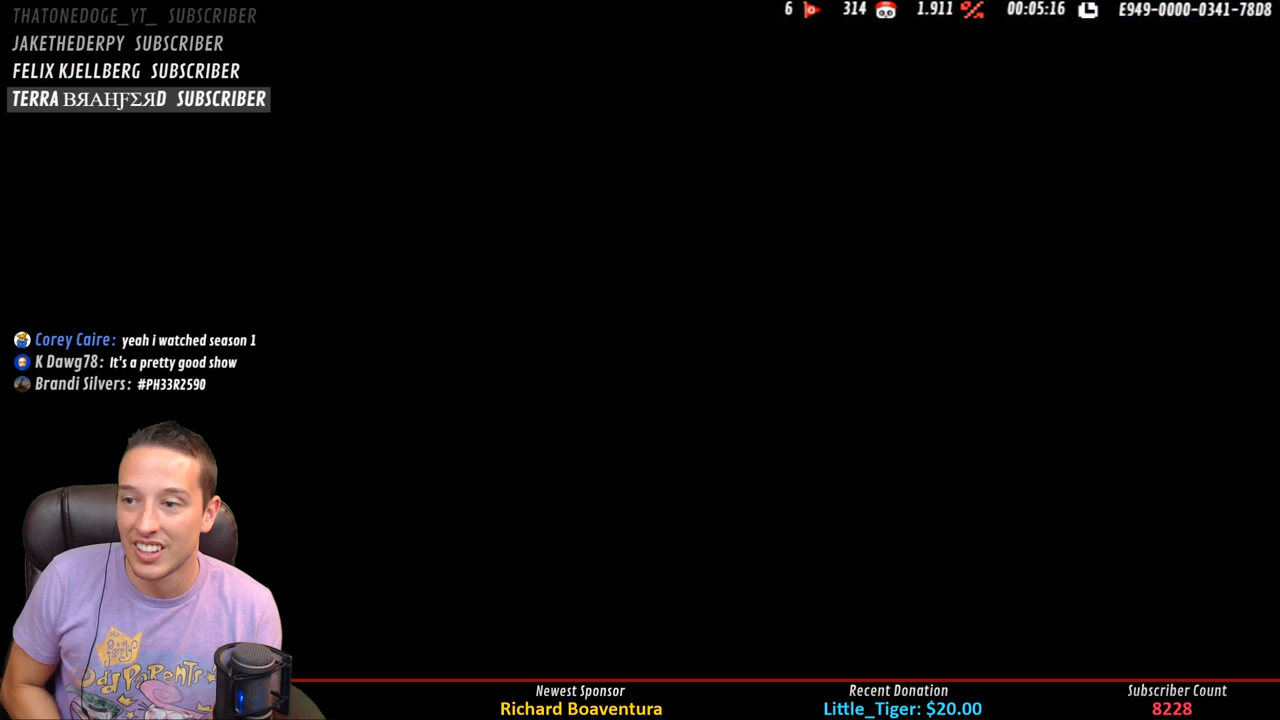 THATONEDOGE_YT_ SUBSCRIBER
JAKETHEDERPY SUBSCRIBER
FELIX KJELLBERG SUBSCRIBER
TERRA ВЯAҢƑΣЯD SUBSCRIBER
6 314 1.911 00:05:16 E949-0000-0341-78D8
Corey Caire: yeah i watched season 1
K Dawg78: It's a pretty good show
Brandi Silvers: #PH33R2590
Oddparents
Newest Sponsor
Richard Boaventura
Recent Donation
Little_Tiger: $20.00
Subscriber Count
8228